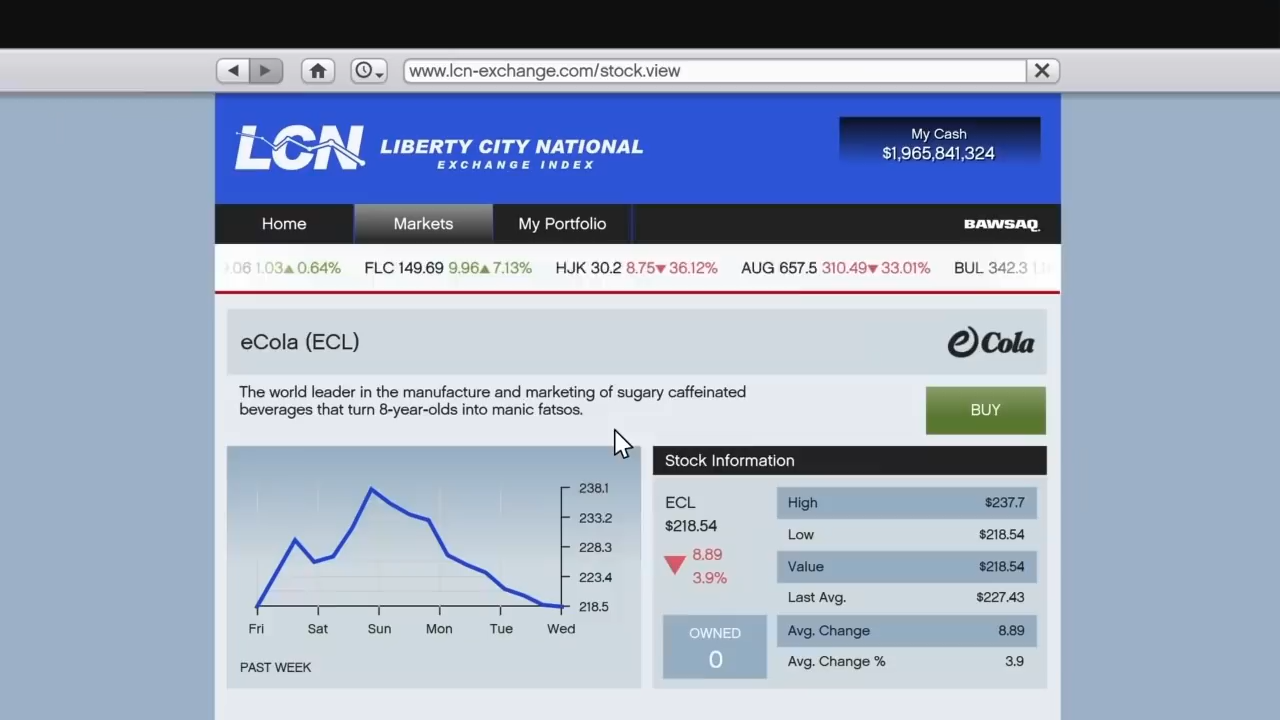 www.lcn-exchange.com/stock.view
LCN LIBERTY CITY NATIONAL
EXCHANGE INDEX
My Cash
$1,965,841,324
Home Markets My Portfolio BAWSAQ
.06 1.03▲0.64% FLC 149.69 9.96▲7.13% HJK 30.2 8.75▼36.12% AUG 657.5 310.49▼33.01% BUL 342.3
eCola (ECL)
eCola
The world leader in the manufacture and marketing of sugary caffeinated
beverages that turn 8-year-olds into manic fatsos.
BUY
238.1
233.2
228.3
223.4
218.5
Fri Sat Sun Mon Tue Wed
PAST WEEK
Stock Information
ECL
$218.54
8.89
3.9%
OWNED
0
High $237.7
Low $218.54
Value $218.54
Last Avg. $227.43
Avg. Change 8.89
Avg. Change % 3.9